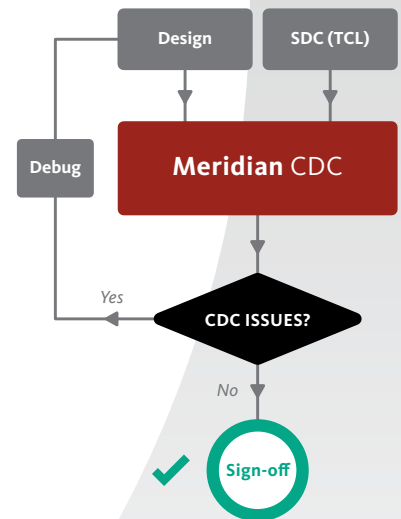 Design
SDC (TCL)
Debug
Meridian CDC
Yes
CDC ISSUES?
No
Sign-off